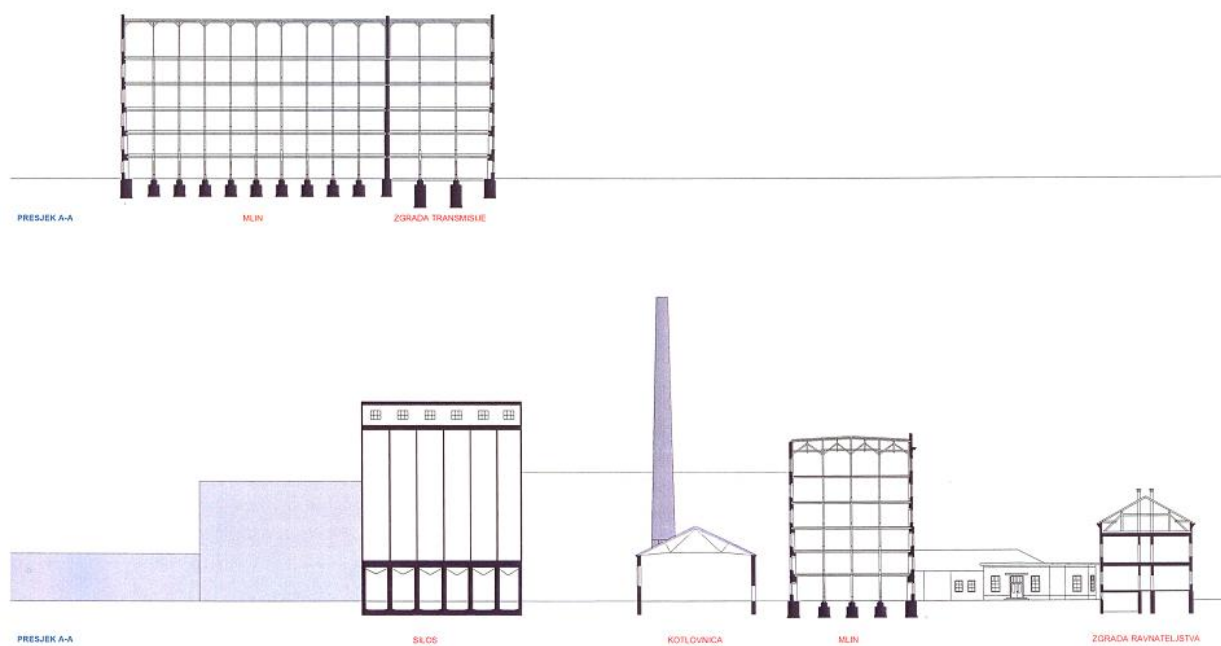 PRESJEK A-A MLIN ZGRADA TRANSMISIJE
PRESJEK A-A SILOS KOTLOVNICA MLIN ZGRADA RAVNATELJSTVA